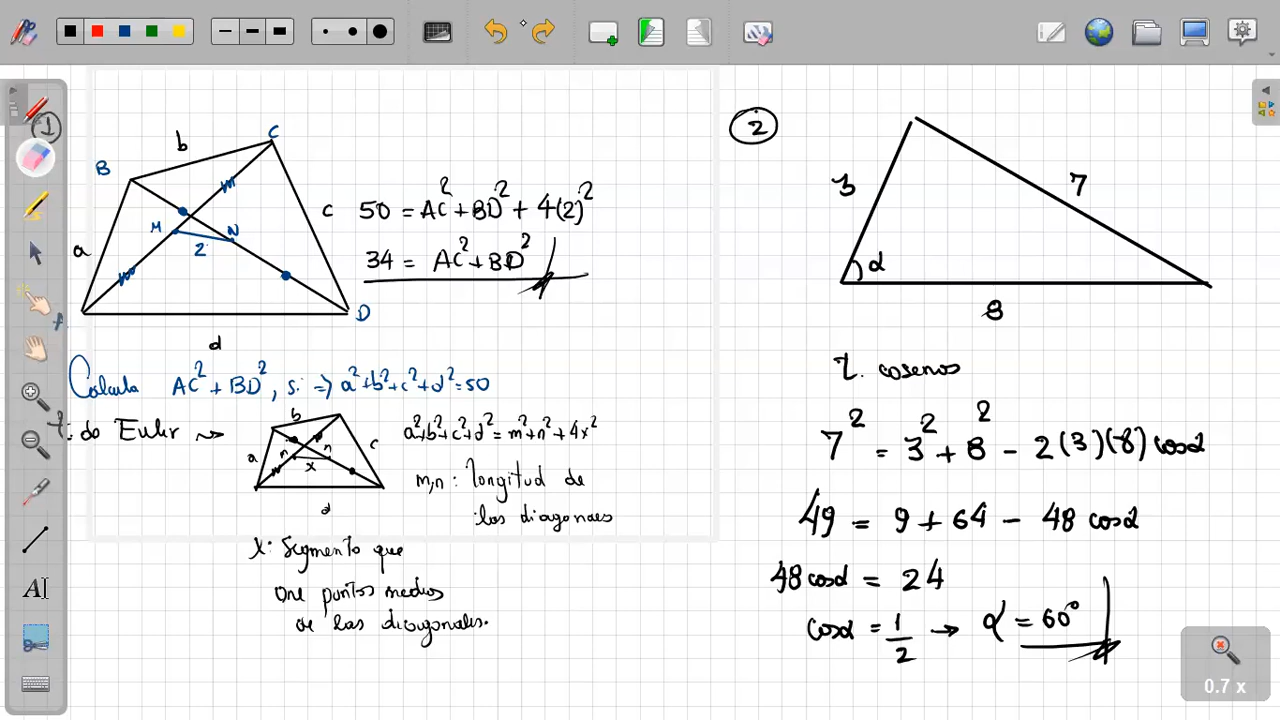 ①
b
B
C
a
c
M
N
2
D
d
50 = AC² + BD² + 4(2)²
34 = AC² + BD²
Calcula AC² + BD², si ⇒ a²+b²+c²+d²=50
t. de Euler
b
a
c
m
n
x
d
a²+b²+c²+d² = m²+n²+4x²
m,n : longitud de
las diagonales
x: Segmento que
une puntos medios
de las diagonales.
②
3
7
α
8
t. cosenos
7² = 3² + 8² - 2(3)(8) cosα
49 = 9 + 64 - 48 cosα
48 cosα = 24
cosα = 1/2 → α = 60°
0.7 x